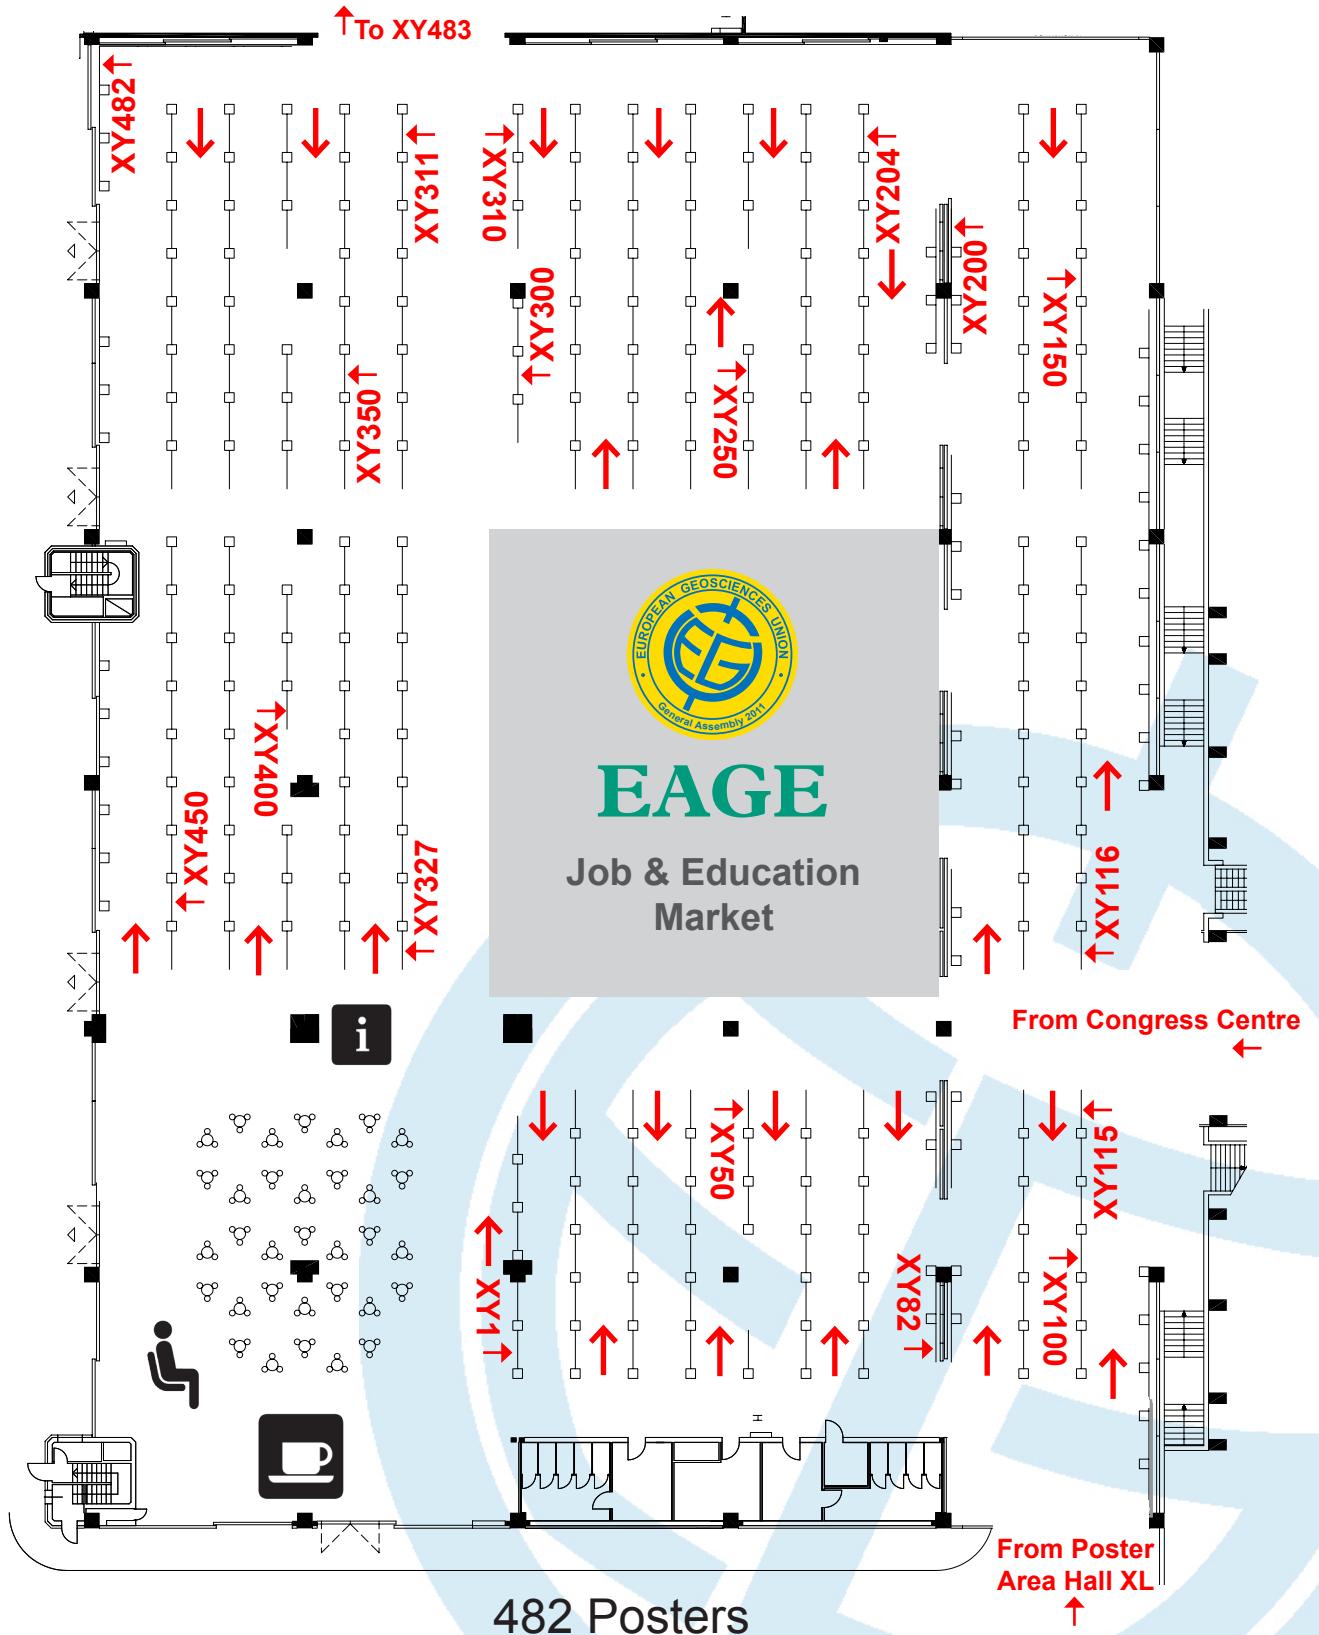 To XY483
XY482
XY311
XY310
XY204
XY200
XY150
XY300
XY350
XY250
EUROPEAN GEOSCIENCES UNION
General Assembly 2011
EAGE
Job & Education
Market
XY400
XY450
XY327
XY116
From Congress Centre
i
XY50
XY115
XY1
XY82
XY100
From Poster
Area Hall XL
482 Posters